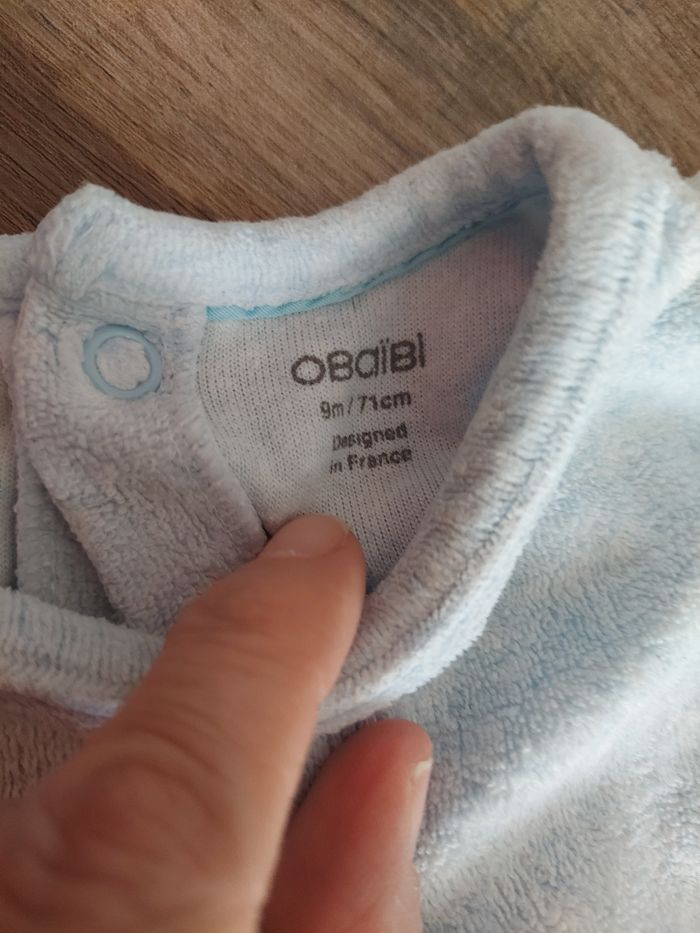 OBaïBI
9m/71cm
Designed
in France